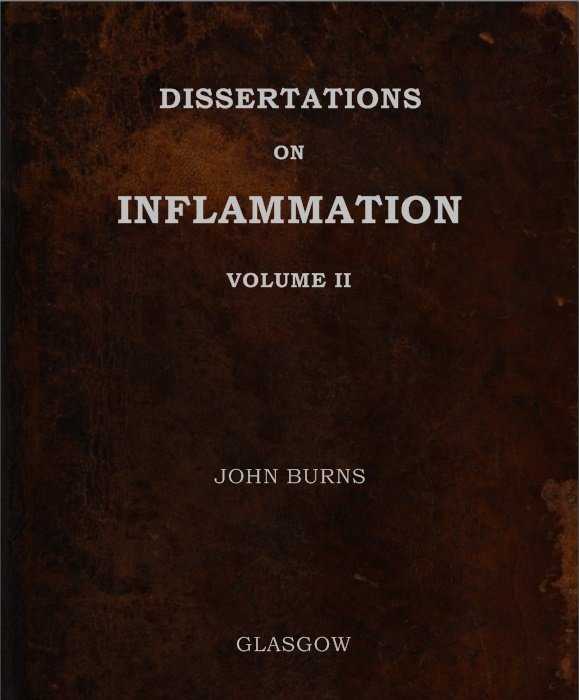 DISSERTATIONS
ON
INFLAMMATION
VOLUME II
JOHN BURNS
GLASGOW